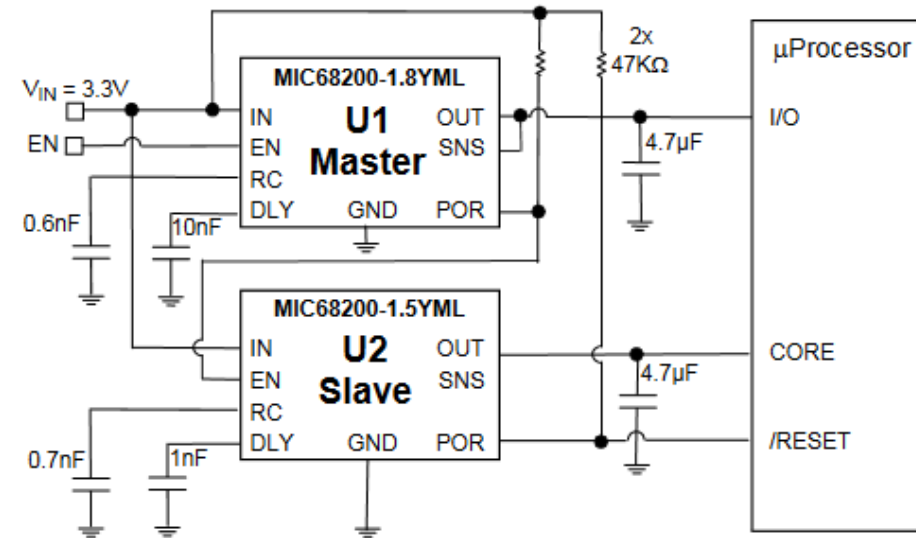 2x
47KΩ
µProcessor
MIC68200-1.8YML
VIN = 3.3V
IN
U1
OUT
I/O
EN
EN
Master
SNS
4.7µF
RC
DLY
GND
POR
0.6nF
10nF
MIC68200-1.5YML
IN
U2
OUT
CORE
EN
Slave
SNS
4.7µF
RC
DLY
GND
POR
/RESET
0.7nF
1nF